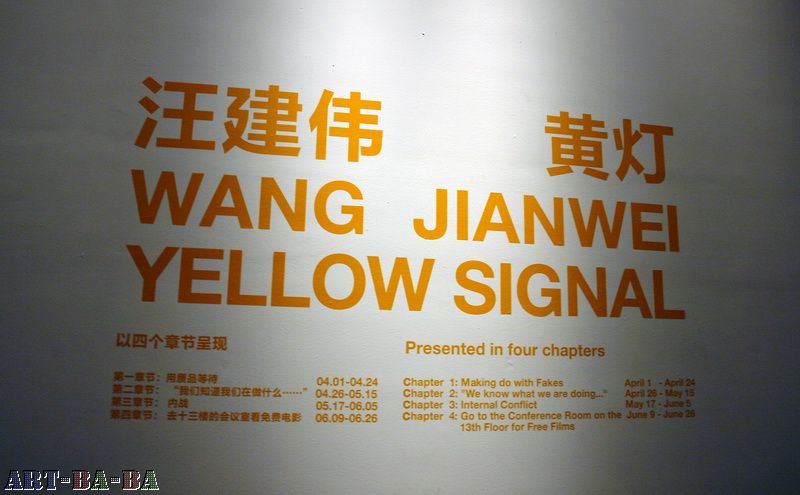 汪建伟 黄灯
WANG JIANWEI
YELLOW SIGNAL
以四个章节呈现
第一章节：用赝品等待 04.01-04.24
第二章节：“我们知道我们在做什么……” 04.26-05.15
第三章节：内战 05.17-06.05
第四章节：去十三楼的会议室看免费电影 06.09-06.26
Presented in four chapters
Chapter 1: Making do with Fakes April 1 - April 24
Chapter 2: "We know what we are doing..." April 26 - May 15
Chapter 3: Internal Conflict May 17 - June 5
Chapter 4: Go to the Conference Room on the June 9 - June 26
13th Floor for Free Films
ART-BA-BA